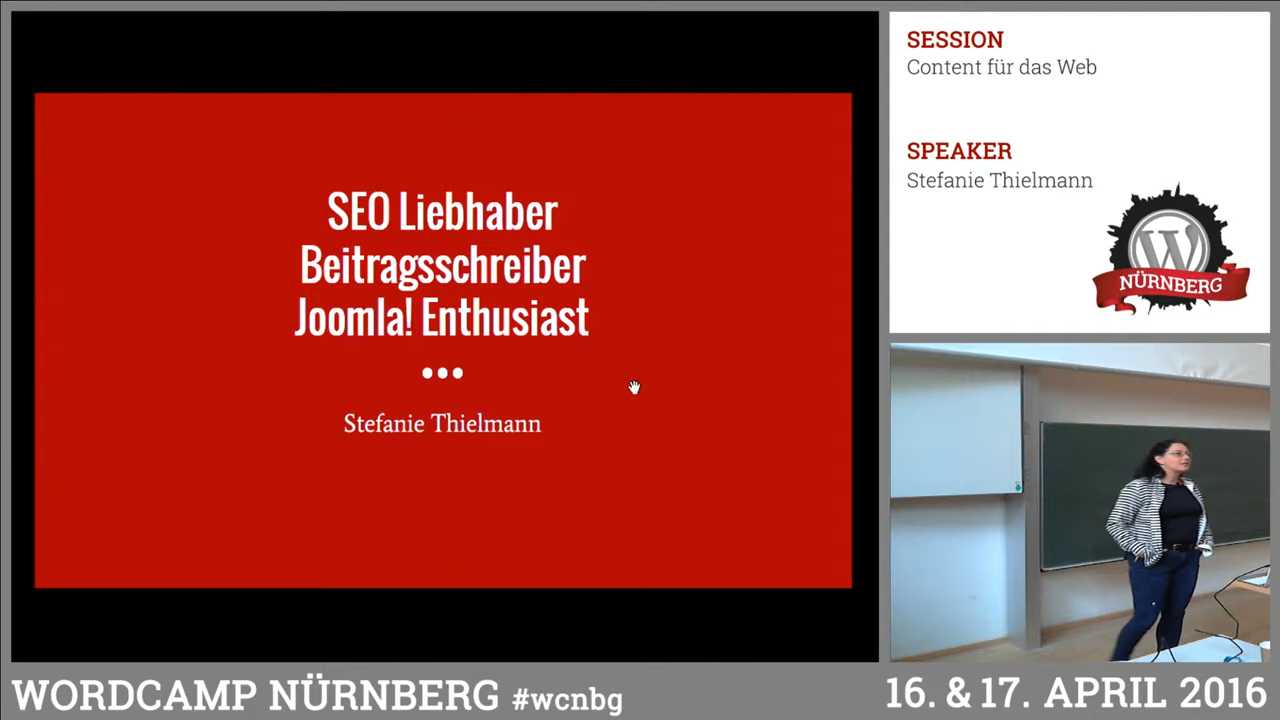 SEO Liebhaber
Beitragsschreiber
Joomla! Enthusiast
Stefanie Thielmann
SESSION
Content für das Web
SPEAKER
Stefanie Thielmann
W
NÜRNBERG
WORDCAMP NÜRNBERG #wcnbg
16. & 17. APRIL 2016